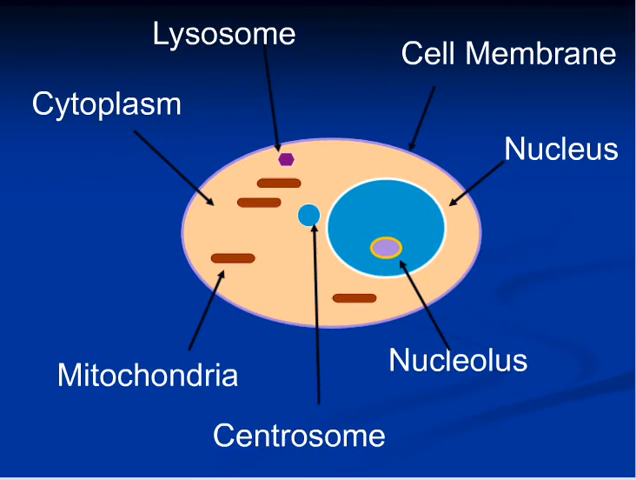 Lysosome
Cell Membrane
Cytoplasm
Nucleus
Nucleolus
Mitochondria
Centrosome